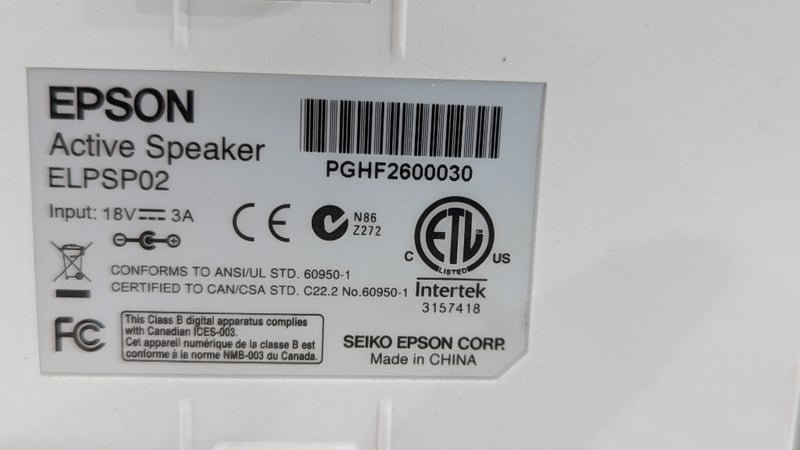 EPSON
Active Speaker
ELPSP02
PGHF2600030
Input: 18V⎓ 3A
CE
N86
Z272
C ETL US
LISTED
Intertek
3157418
CONFORMS TO ANSI/UL STD. 60950-1
CERTIFIED TO CAN/CSA STD. C22.2 No.60950-1
FC
This Class B digital apparatus complies
with Canadian ICES-003.
Cet appareil numérique de la classe B est
conforme à la norme NMB-003 du Canada.
SEIKO EPSON CORP.
Made in CHINA